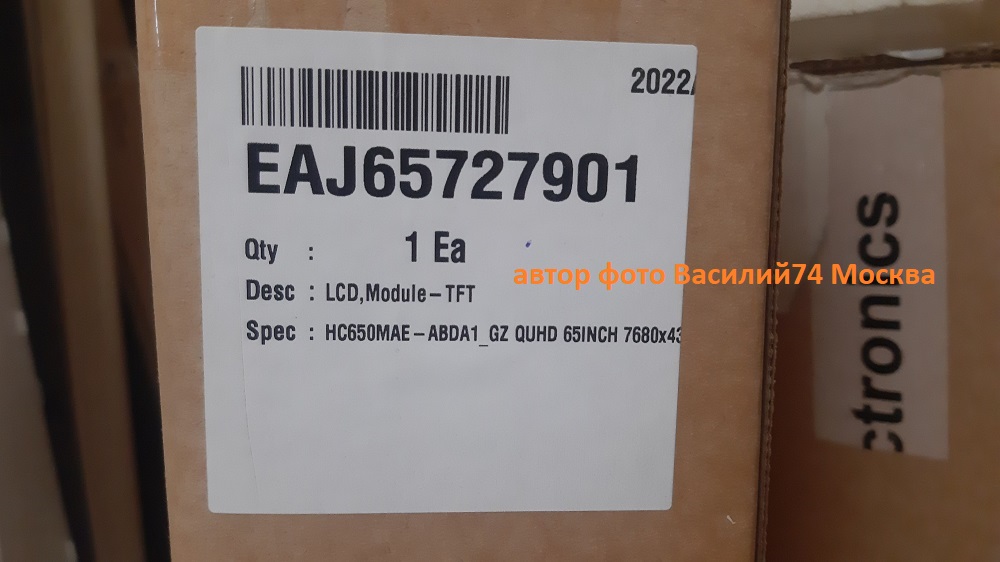 2022/
EAJ65727901
Qty : 1 Ea
автор фото Василий74 Москва
Desc : LCD,Module-TFT
Spec : HC650MAE-ABDA1_GZ QUHD 65INCH 7680x43
ctronics